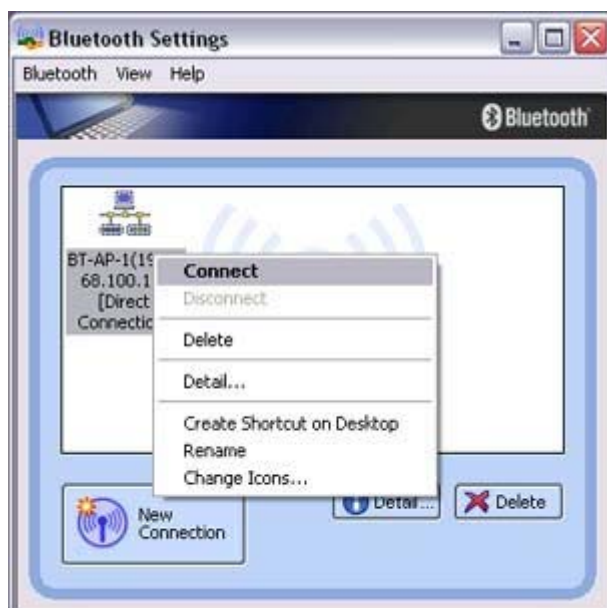 Bluetooth Settings
Bluetooth View Help
Bluetooth
BT-AP-1(19
68.100.1
[Direct
Connectio
Connect
Disconnect
Delete
Detail...
Create Shortcut on Desktop
Rename
Change Icons...
New
Connection
Detail...
Delete